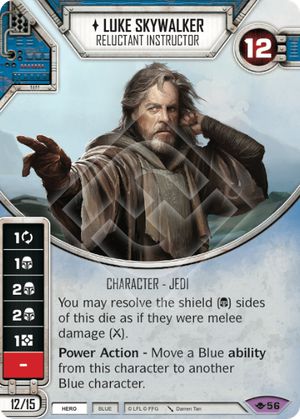 LUKE SKYWALKER
RELUCTANT INSTRUCTOR
12
1
1
2
2
1
-
CHARACTER - JEDI
You may resolve the shield () sides
of this die as if they were melee
damage ().
Power Action - Move a Blue ability
from this character to another
Blue character.
12/15
HERO
BLUE
© LFL © FFG
Darren Tan
56